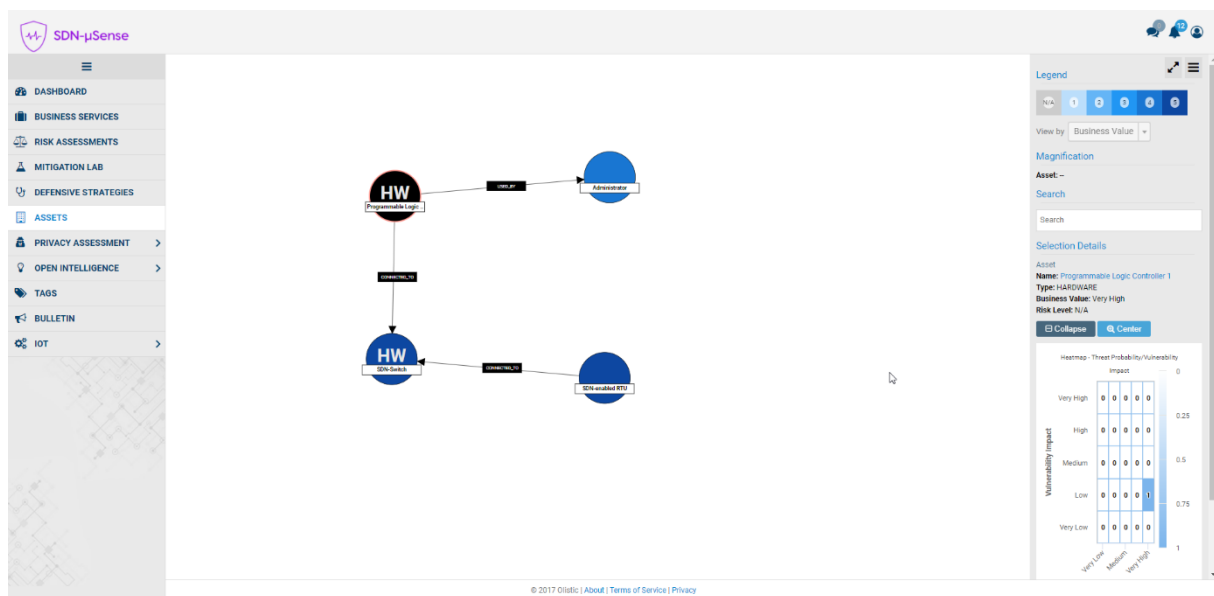 SDN-μSense
12
DASHBOARD
BUSINESS SERVICES
RISK ASSESSMENTS
MITIGATION LAB
DEFENSIVE STRATEGIES
ASSETS
PRIVACY ASSESSMENT
OPEN INTELLIGENCE
TAGS
BULLETIN
IOT
HW
Programmable Logic ..
USED_BY
Administrator
CONNECTED_TO
HW
SDN-Switch
CONNECTED_TO
SDN-enabled RTU
Legend
N/A 1 2 3 4 5
View by Business Value
Magnification
Asset: –
Search
Search
Selection Details
Asset
Name: Programmable Logic Controller 1
Type: HARDWARE
Business Value: Very High
Risk Level: N/A
Collapse Center
Heatmap - Threat Probability/Vulnerability
Impact
0
Very High 0 0 0 0 0
0.25
High 0 0 0 0 0
Vulnerability Impact
Medium 0 0 0 0 0
0.5
Low 0 0 0 0 1
0.75
Very Low 0 0 0 0 0
1
Very Low Medium Very High
© 2017 Olistic | About | Terms of Service | Privacy